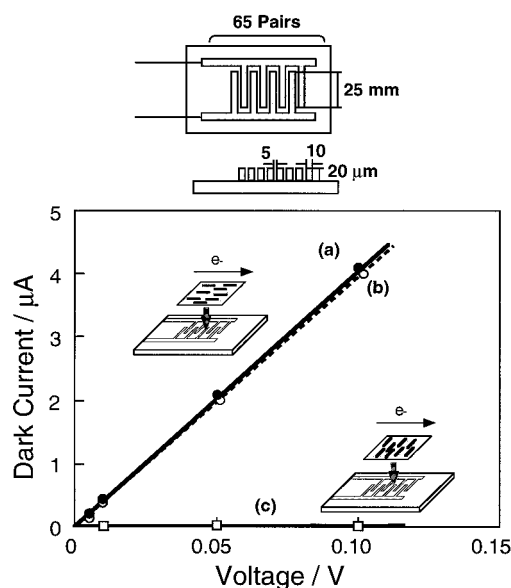 65 Pairs
25 mm
5 10
20 μm
Dark Current / μA
5
4
3
2
1
0
e-
(a)
(b)
e-
(c)
0 0.05 0.10 0.15
Voltage / V